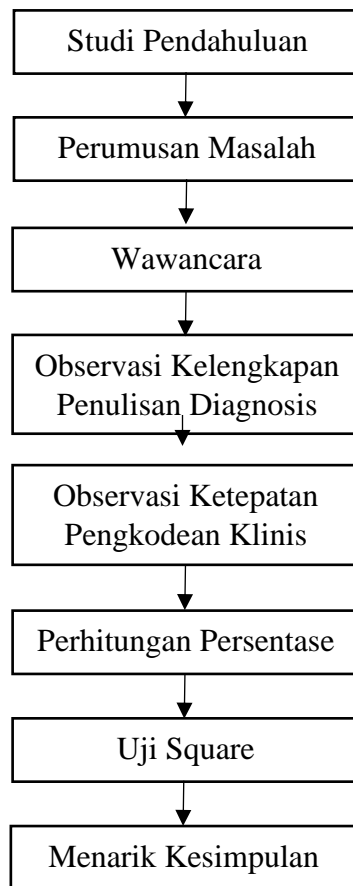 Studi Pendahuluan
Perumusan Masalah
Wawancara
Observasi Kelengkapan
Penulisan Diagnosis
Observasi Ketepatan
Pengkodean Klinis
Perhitungan Persentase
Uji Square
Menarik Kesimpulan